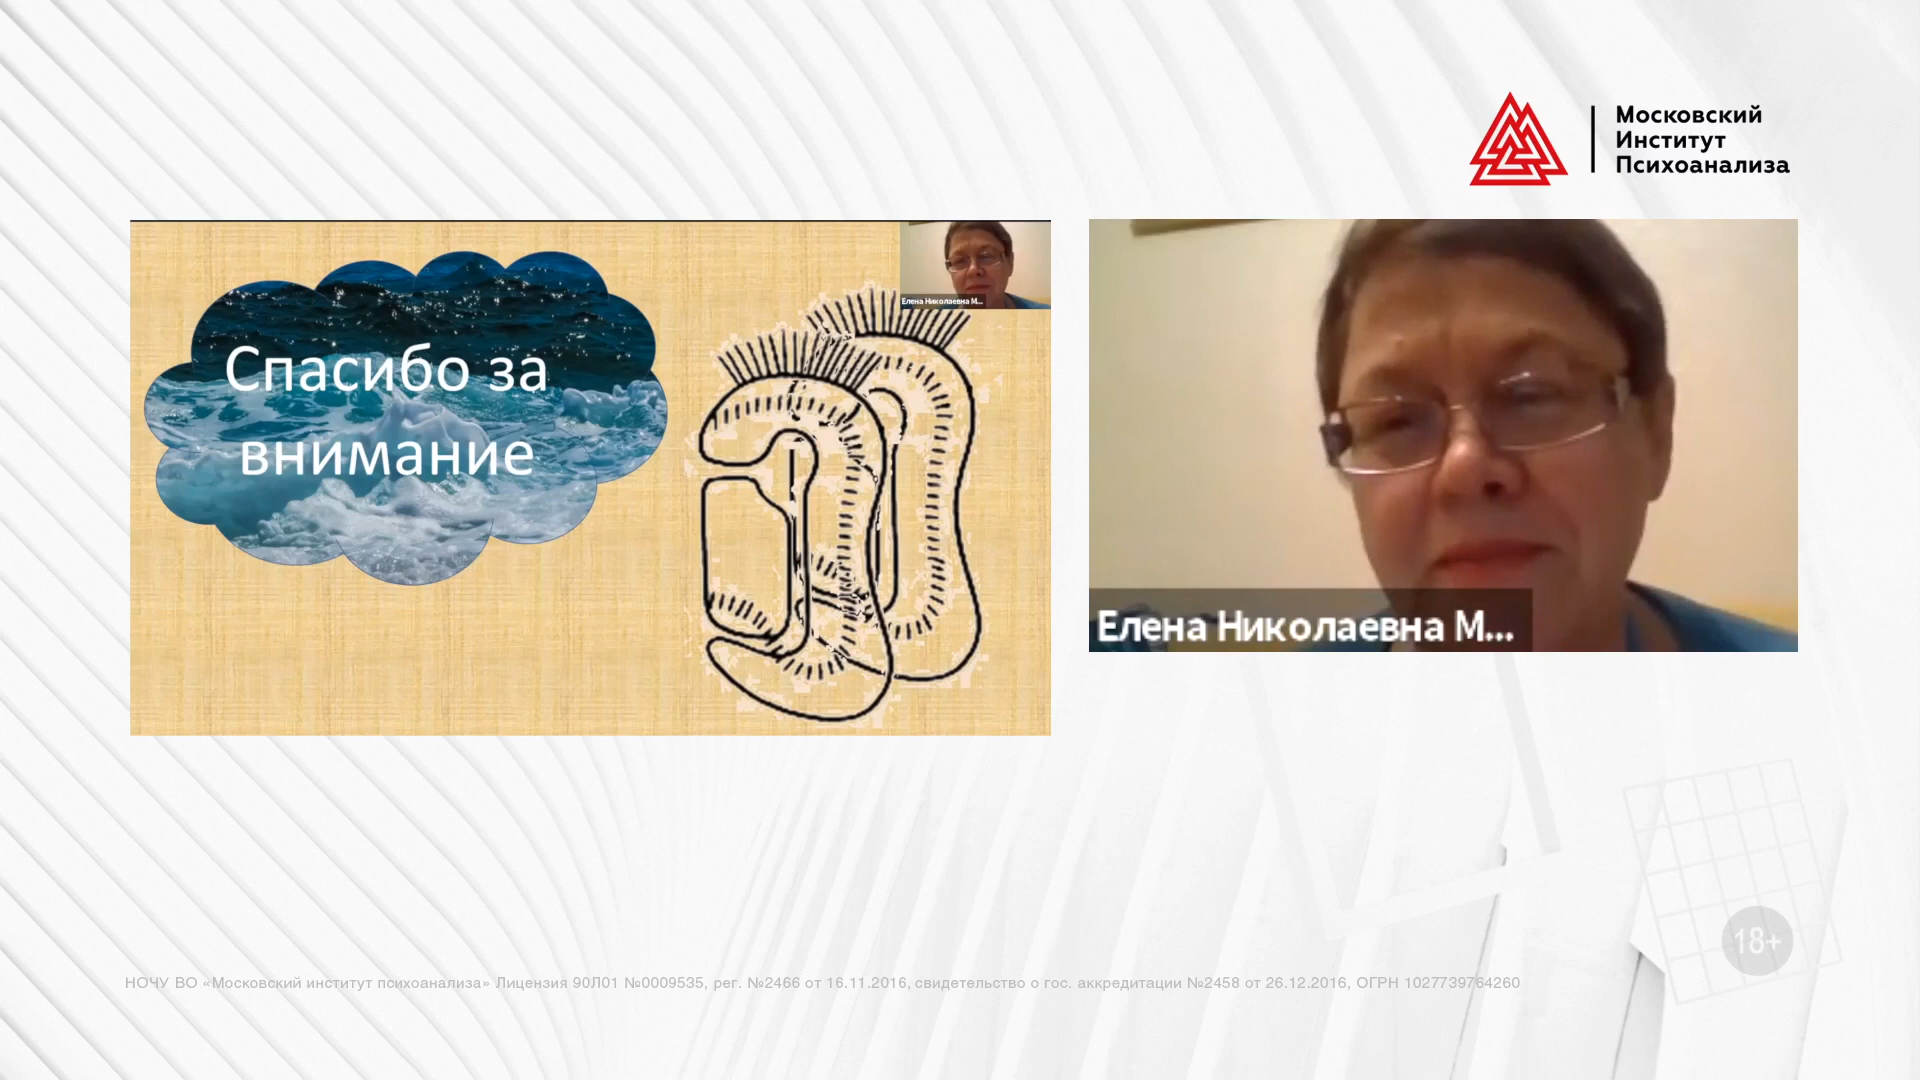 Московский
Институт
Психоанализа
Спасибо за
внимание
Елена Николаевна М...
Елена Николаевна М...
18+
НОЧУ ВО «Московский институт психоанализа» Лицензия 90Л01 №0009535, рег. №2466 от 16.11.2016, свидетельство о гос. аккредитации №2458 от 26.12.2016, ОГРН 1027739764260